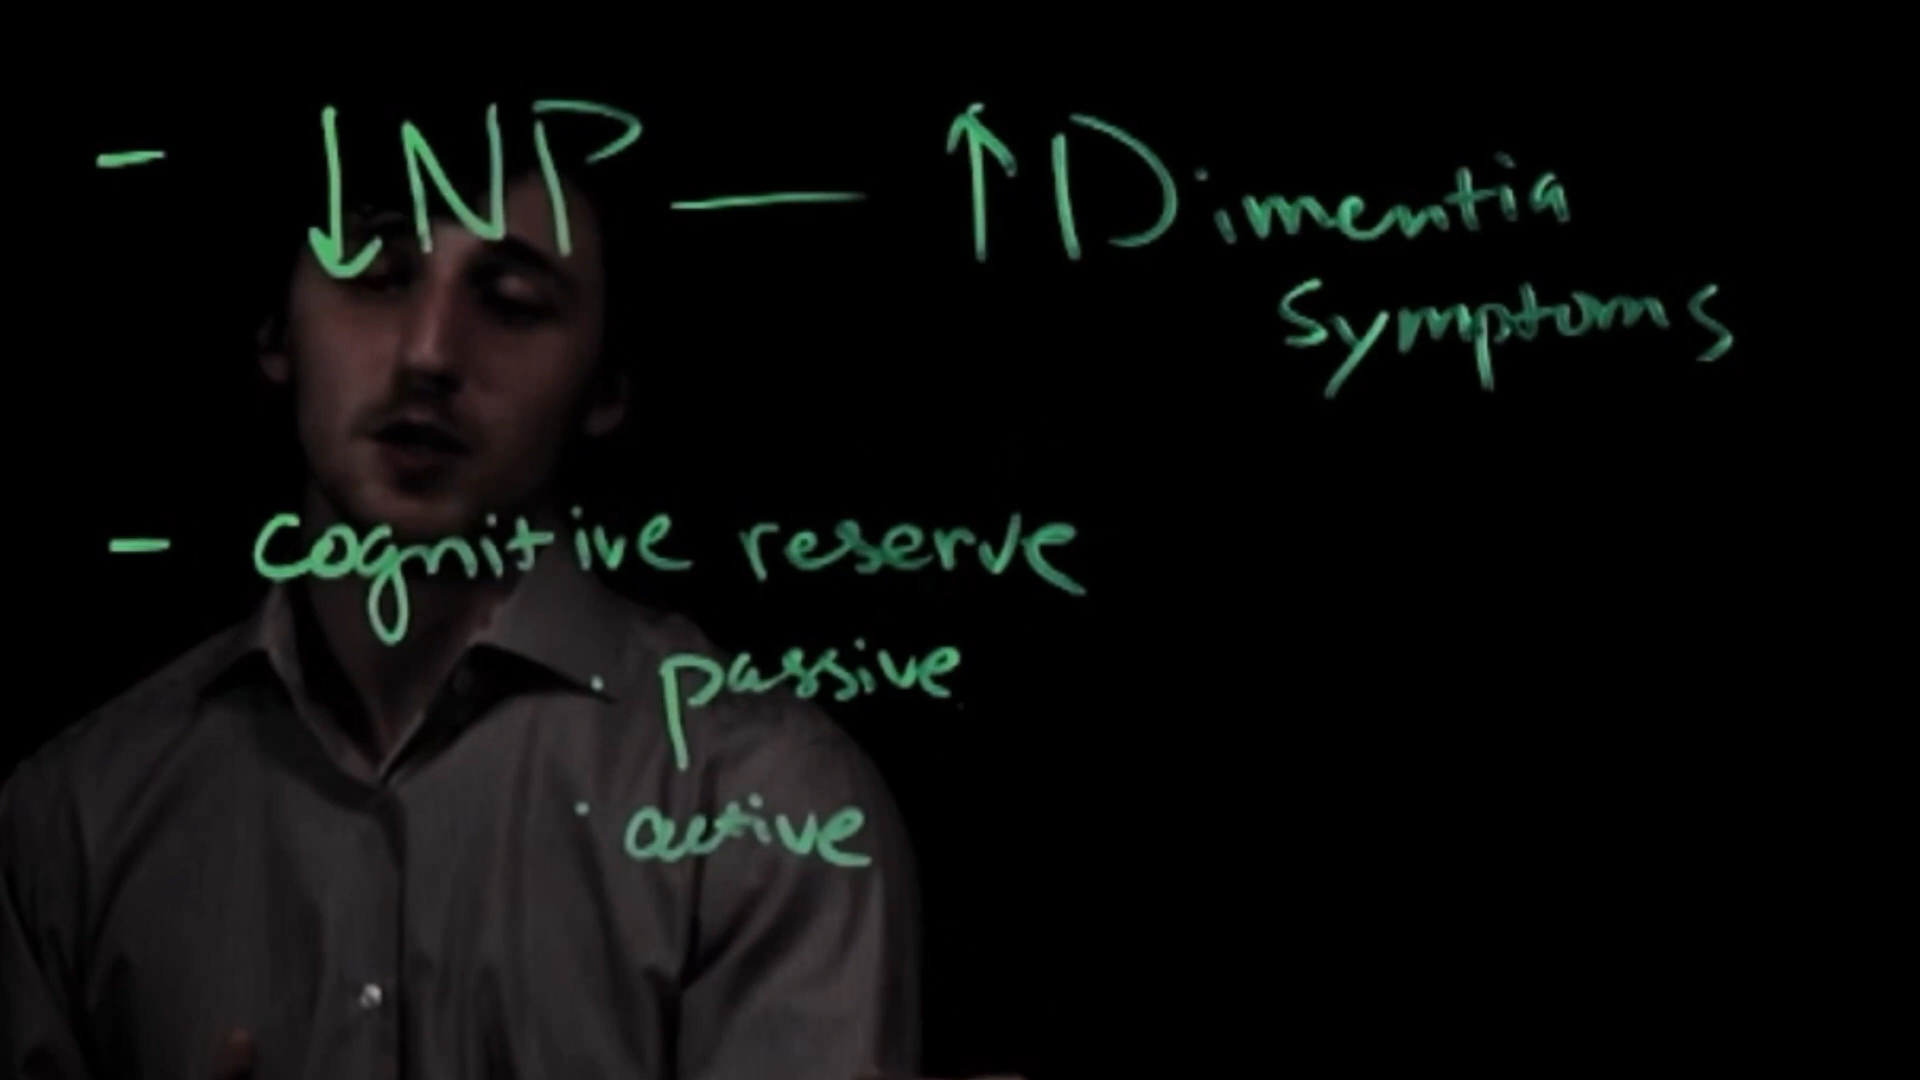 - ↓NP — ↑Dimentia
symptoms
- cognitive reserve
· passive
· active